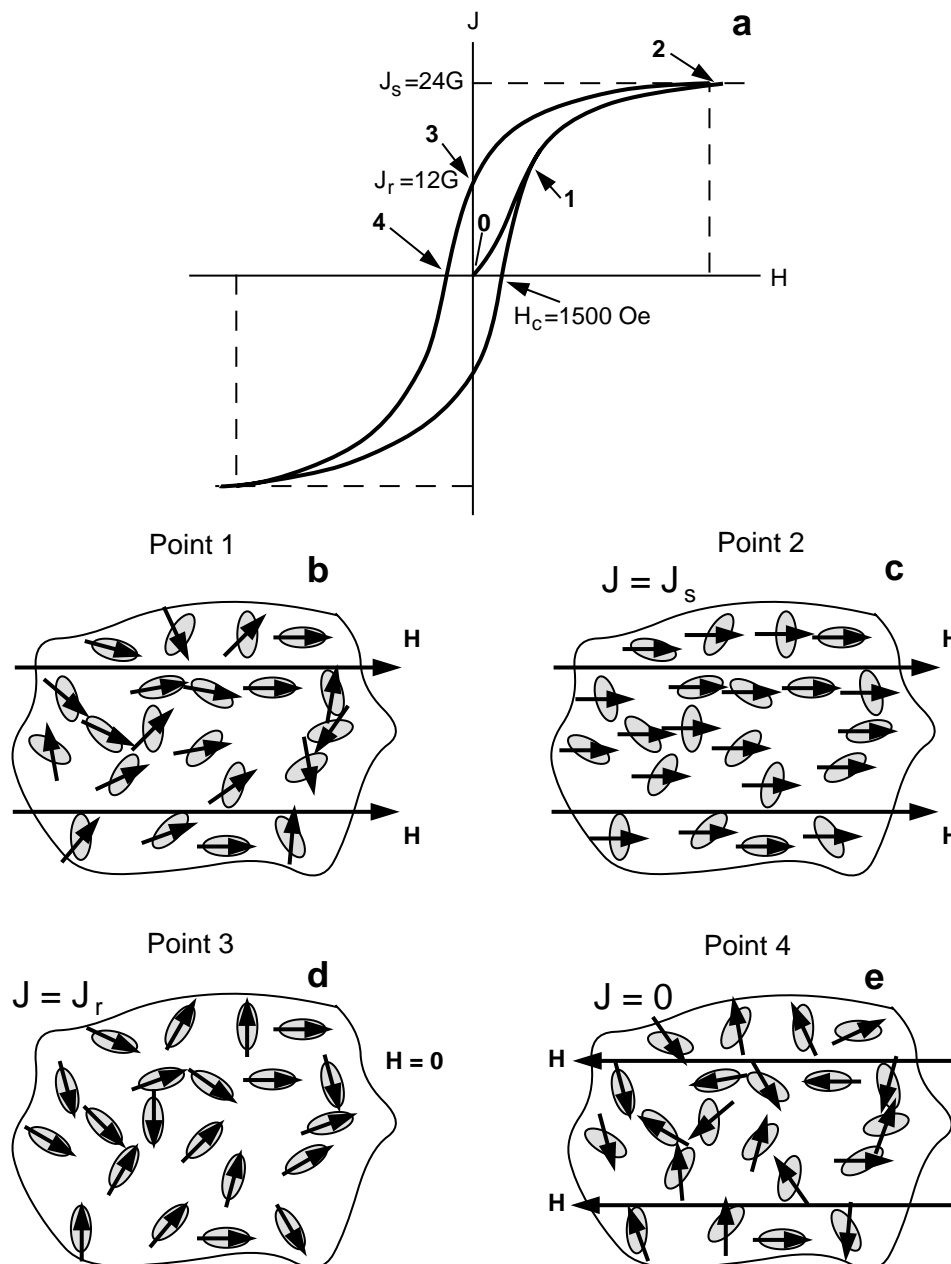 J
a
2
J_s =24G
3
J_r =12G
0
1
4
H
H_c=1500 Oe
Point 1
Point 2
b
J = J_s
c
H
H
H
H
Point 3
Point 4
J = J_r
d
J = 0
e
H = 0
H
H